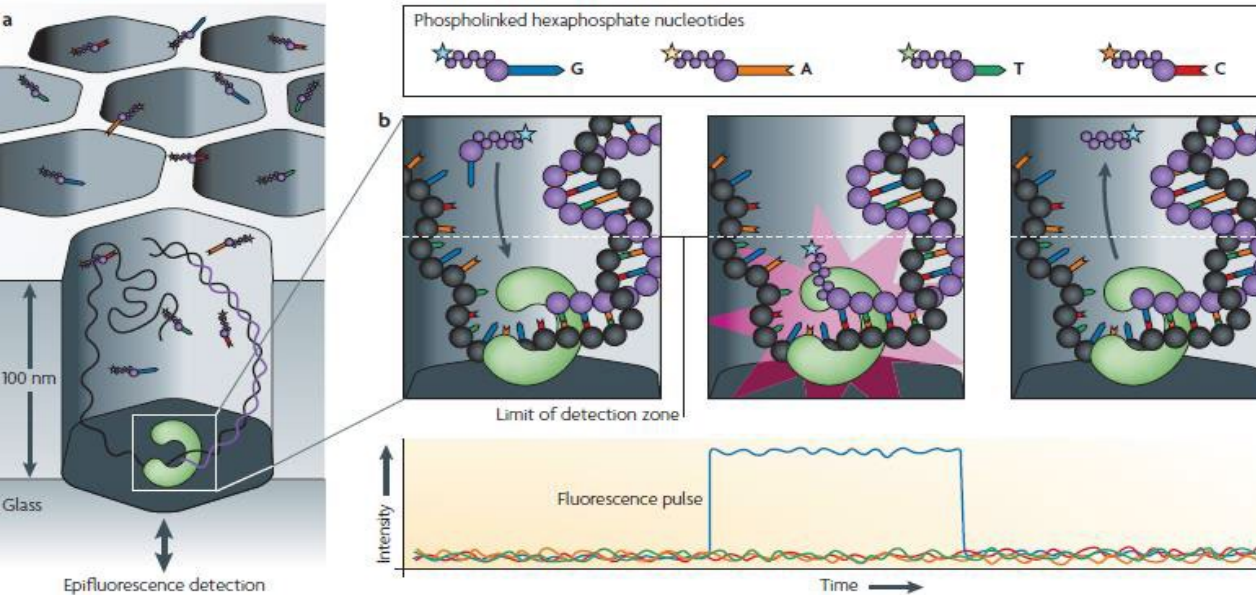 a
Phospholinked hexaphosphate nucleotides
G
A
T
C
b
100 nm
Limit of detection zone
Glass
Fluorescence pulse
Intensity
Epifluorescence detection
Time